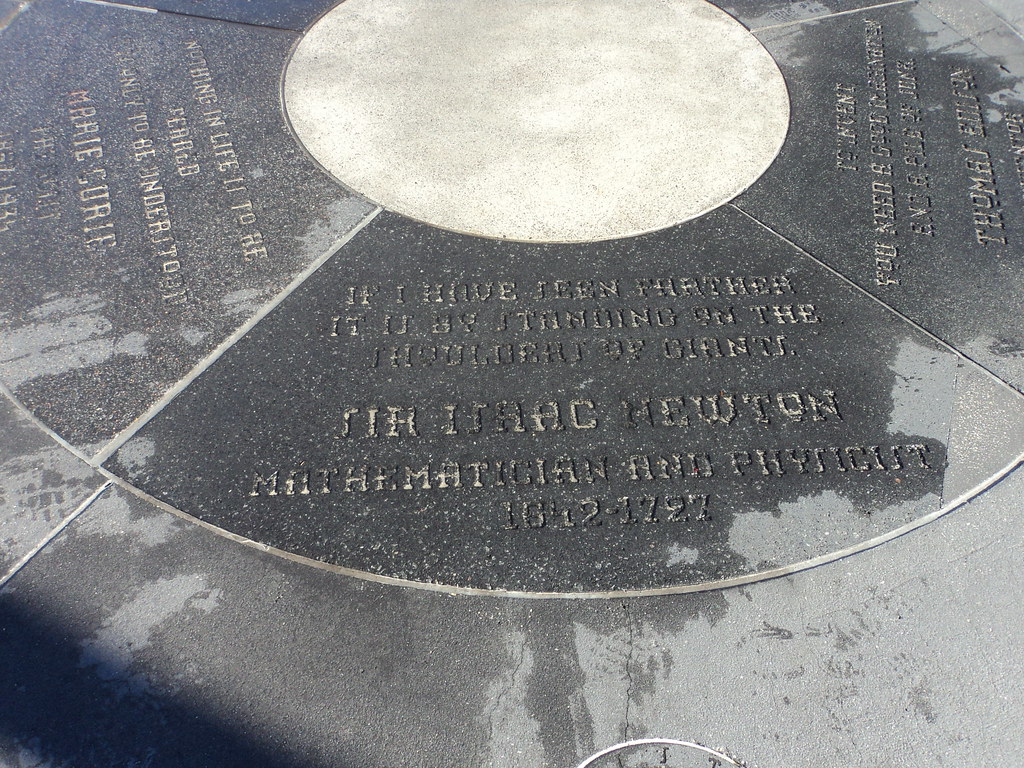 NOTHING IN LIFE IS TO BE
FEARED
IS ONLY TO BE UNDERSTOOD
MARIE CURIE
IF I HAVE SEEN FARTHER
IT IS BY STANDING ON THE
SHOULDERS OF GIANTS.
SIR ISAAC NEWTON
MATHEMATICIAN AND PHYSICIST
1642-1727
TO INVENT
YOU NEED A GOOD IMAGINATION
AND A PILE OF JUNK
THOMAS EDISON